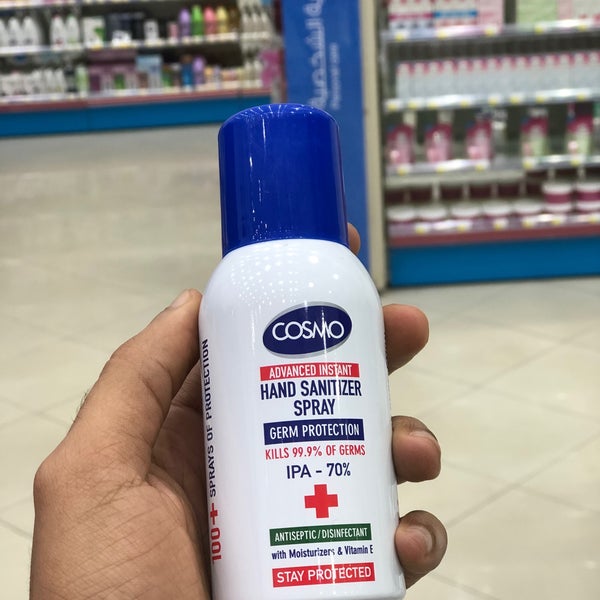 COSMO
ADVANCED INSTANT
HAND SANITIZER
SPRAY
GERM PROTECTION
KILLS 99.9% OF GERMS
IPA - 70%
ANTISEPTIC / DISINFECTANT
with Moisturizers & Vitamin E
STAY PROTECTED
100+ SPRAYS OF PROTECTION
الشخصية